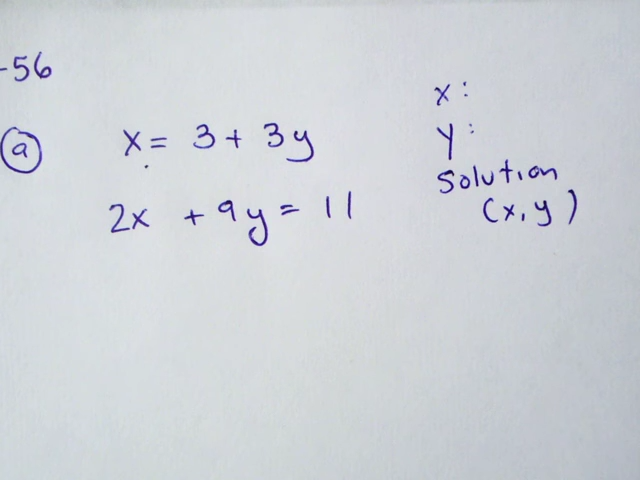 -56
(a) x = 3 + 3y
2x + 9y = 11
x:
y:
Solution
(x, y)